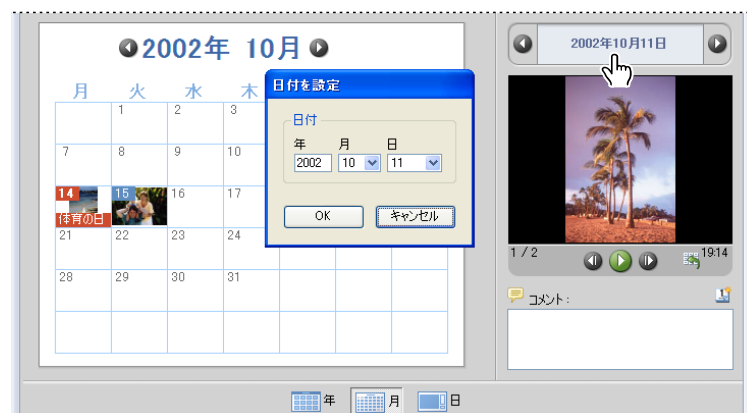 2002年 10月
月 火 水 木
1 2 3
7 8 9 10
14 15 16 17
体育の日
21 22 23 24
28 29 30 31
日付を設定
日付
年 月 日
2002 10 11
OK キャンセル
2002年10月11日
1 / 2
19:14
コメント:
年 月 日